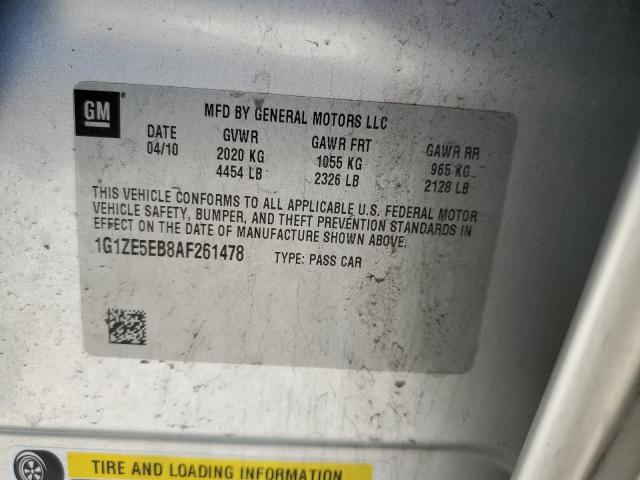 GM
MFD BY GENERAL MOTORS LLC
DATE GVWR GAWR FRT GAWR RR
04/10 2020 KG 1055 KG 965 KG
4454 LB 2326 LB 2128 LB
THIS VEHICLE CONFORMS TO ALL APPLICABLE U.S. FEDERAL MOTOR
VEHICLE SAFETY, BUMPER, AND THEFT PREVENTION STANDARDS IN
EFFECT ON THE DATE OF MANUFACTURE SHOWN ABOVE.
1G1ZE5EB8AF261478 TYPE: PASS CAR
TIRE AND LOADING INFORMATION